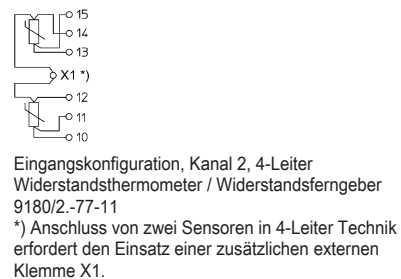 15
14
13
X1 *)
12
11
10
Eingangskonfiguration, Kanal 2, 4-Leiter
Widerstandsthermometer / Widerstandsferngeber
9180/2.-77-11
*) Anschluss von zwei Sensoren in 4-Leiter Technik
erfordert den Einsatz einer zusätzlichen externen
Klemme X1.